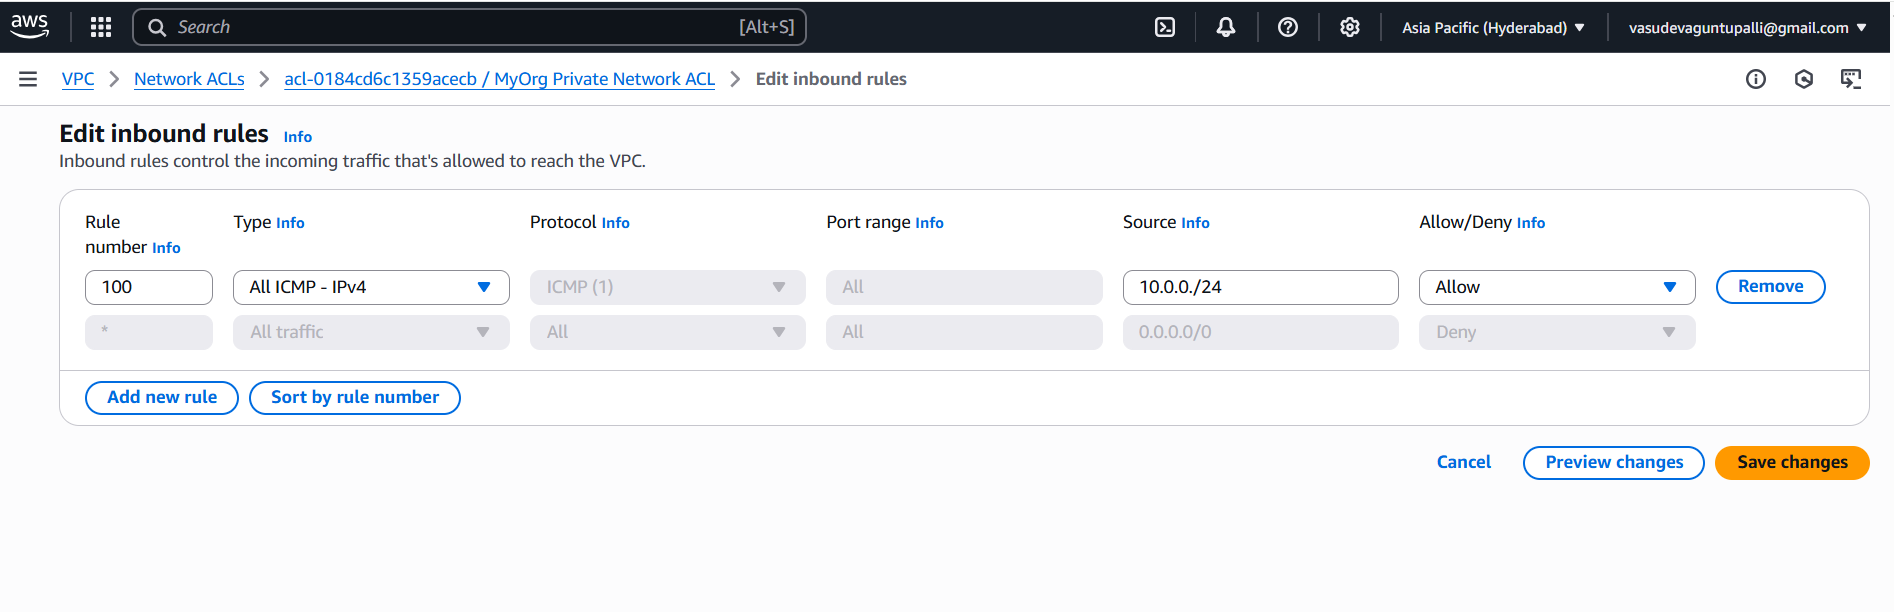 aws Search [Alt+S] Asia Pacific (Hyderabad) vasudevaguntupalli@gmail.com
VPC Network ACLs acl-0184cd6c1359acecb / MyOrg Private Network ACL Edit inbound rules
Edit inbound rules Info
Inbound rules control the incoming traffic that's allowed to reach the VPC.
Rule number Info Type Info Protocol Info Port range Info Source Info Allow/Deny Info
100 All ICMP - IPv4 ICMP (1) All 10.0.0./24 Allow Remove
* All traffic All All 0.0.0.0/0 Deny
Add new rule Sort by rule number
Cancel Preview changes Save changes